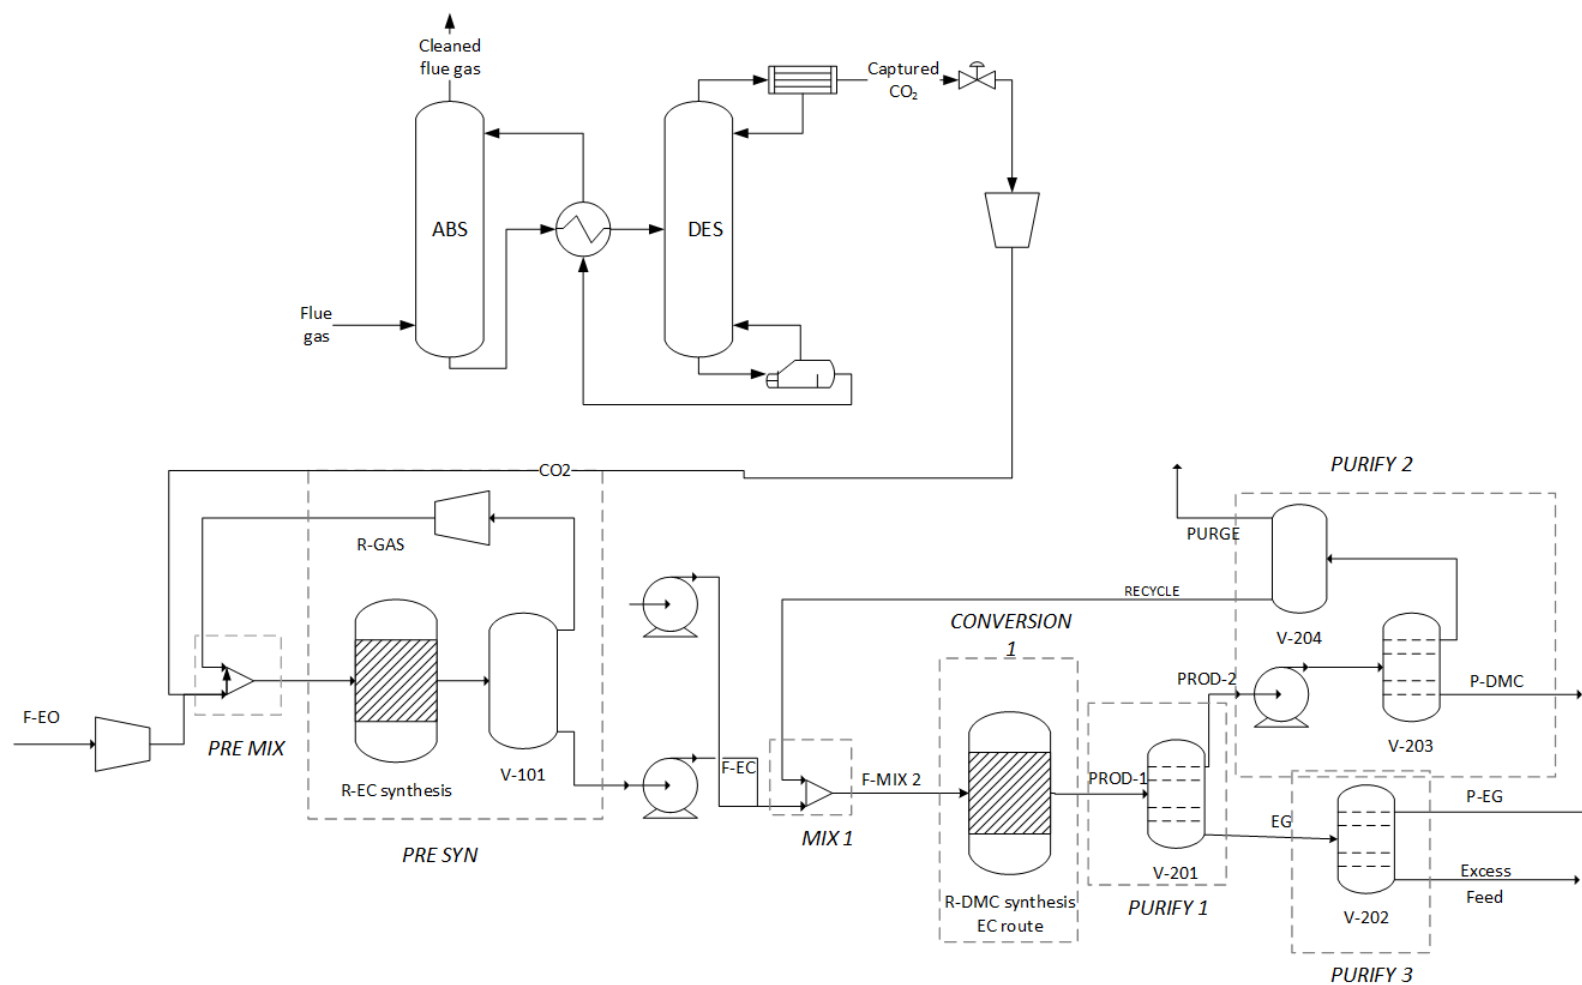 Cleaned
flue gas
Captured
CO₂
ABS
DES
Flue
gas
CO2
PURIFY 2
R-GAS
PURGE
RECYCLE
CONVERSION
1
V-204
PROD-2
P-DMC
F-EO
PRE MIX
V-203
V-101
R-EC synthesis
F-EC
F-MIX 2
PROD-1
P-EG
EG
MIX 1
PRE SYN
V-201
Excess
Feed
R-DMC synthesis
EC route
PURIFY 1
V-202
PURIFY 3